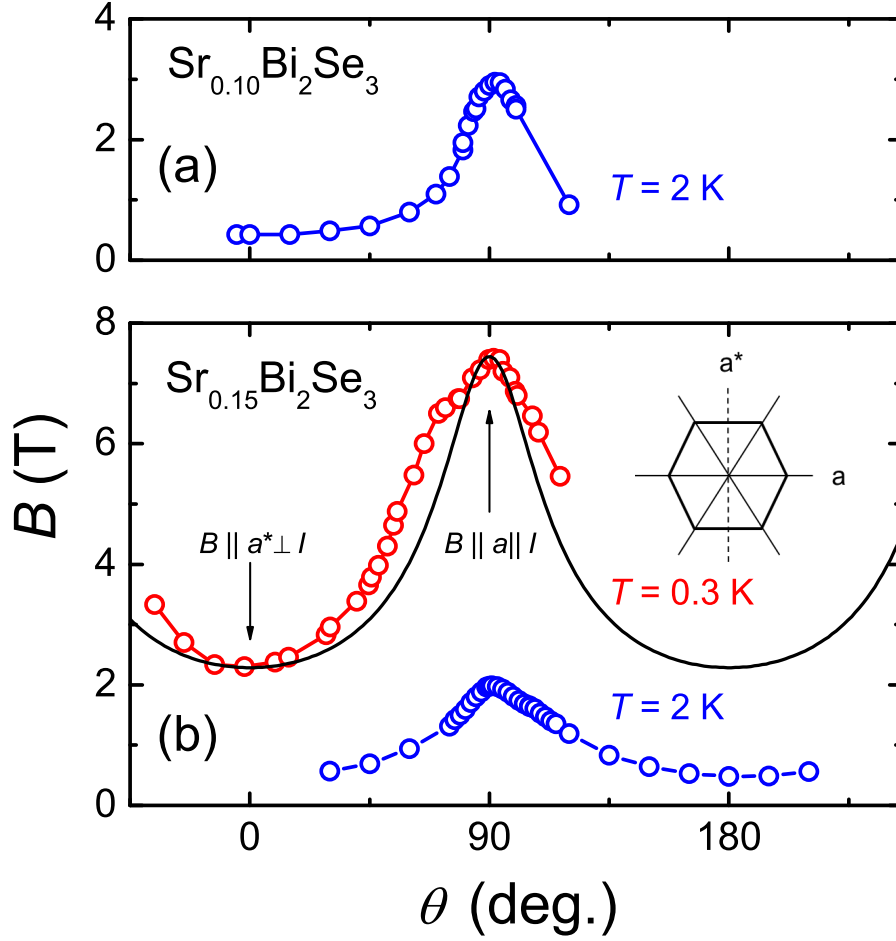 4
Sr0.10Bi2Se3
2
(a)
T = 2 K
0
8
Sr0.15Bi2Se3
a*
6
a
B (T)
B || a* ⊥ I
B || a || I
4
T = 0.3 K
2
T = 2 K
(b)
0
0 90 180
θ (deg.)